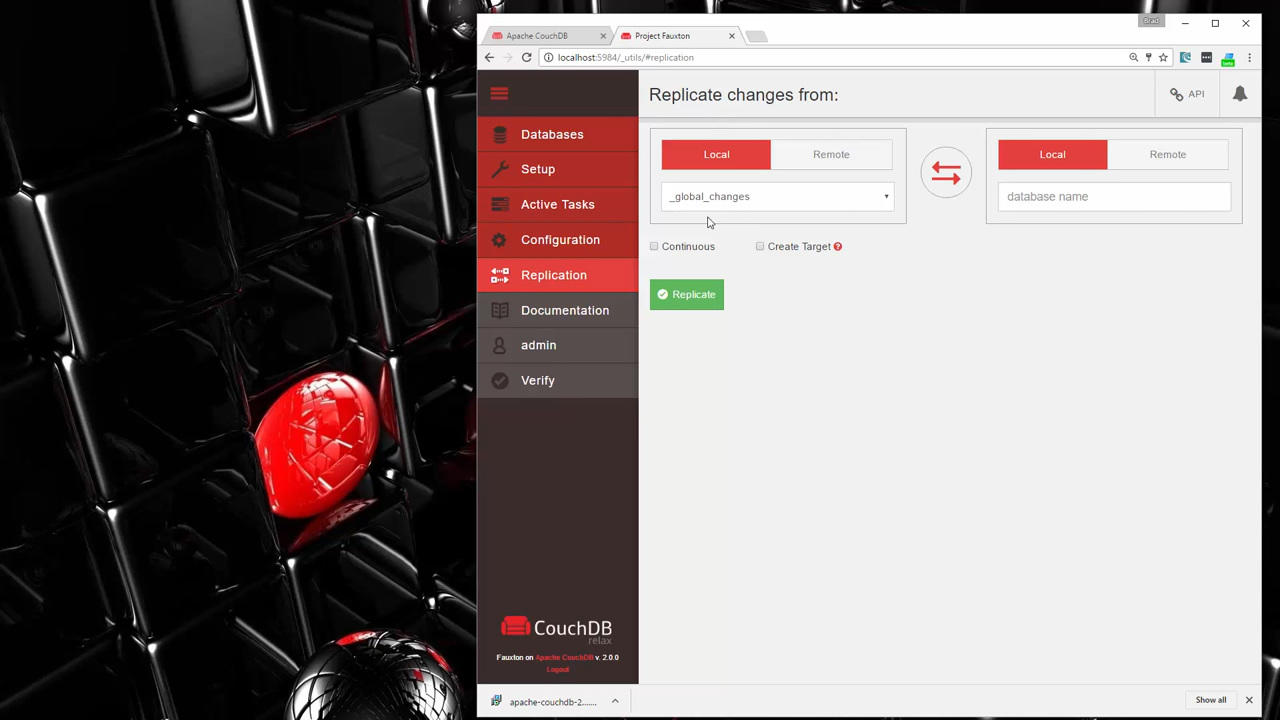 Brad
Apache CouchDB
Project Fauxton
localhost:5984/_utils/#replication
beta
Replicate changes from:
API
Databases
Setup
Active Tasks
Configuration
Replication
Documentation
admin
Verify
Local
Remote
_global_changes
Local
Remote
database name
Continuous
Create Target
Replicate
CouchDB
relax
Fauxton on Apache CouchDB v. 2.0.0
Logout
apache-couchdb-2.......
Show all